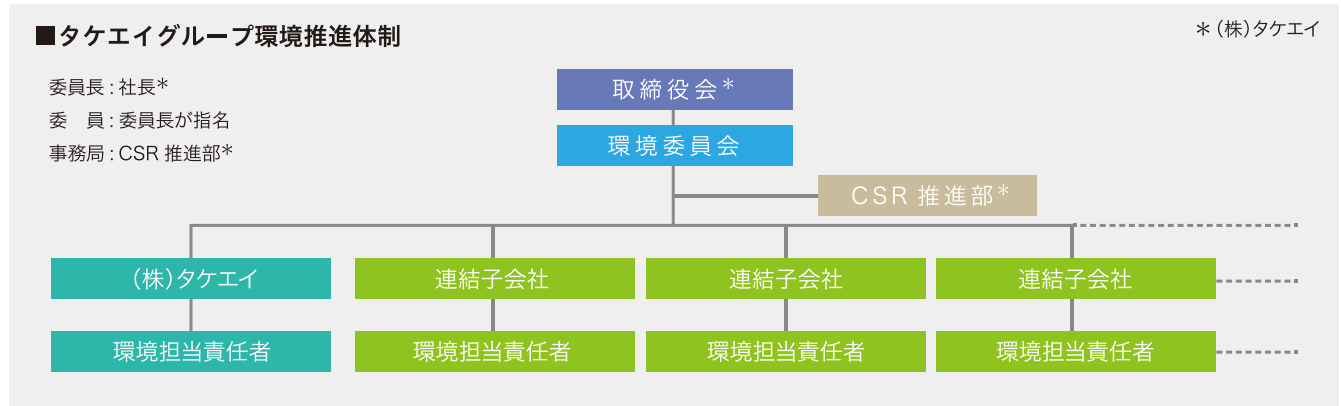 ■タケエイグループ環境推進体制
＊（株）タケエイ
委員長：社長＊
委　員：委員長が指名
事務局：CSR 推進部＊
取締役会＊
環境委員会
CSR 推進部＊
（株）タケエイ
連結子会社
連結子会社
連結子会社
環境担当責任者
環境担当責任者
環境担当責任者
環境担当責任者